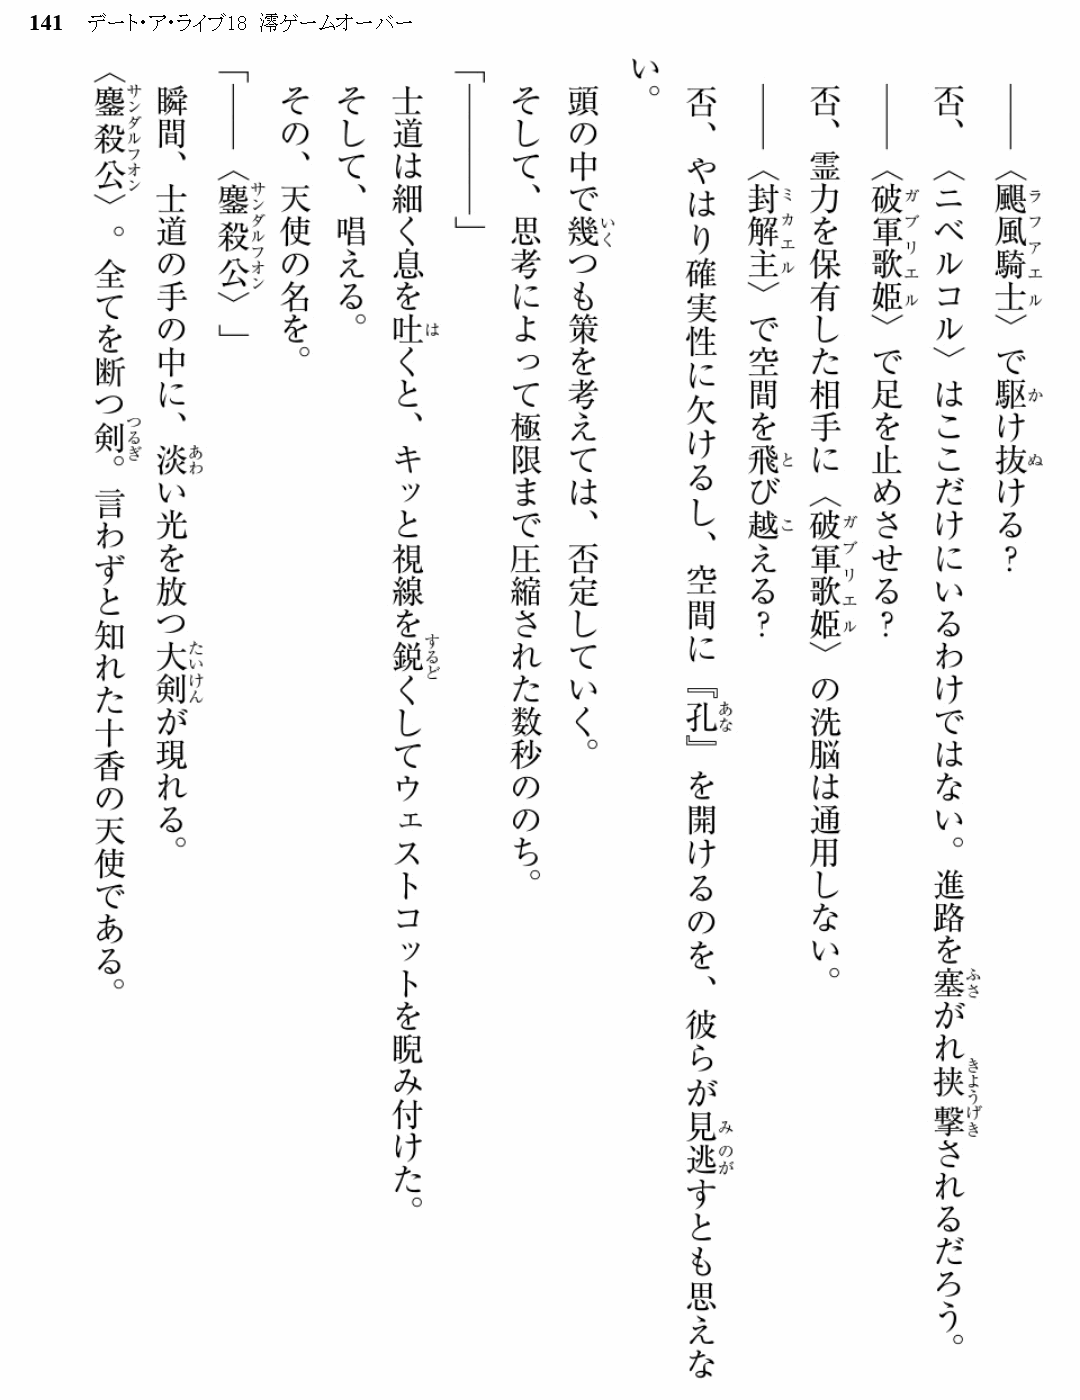 141 デート・ア・ライブ18 澪ゲームオーバー
――〈颶風騎士〉で駆け抜ける？
否、〈ニベルコル〉はここだけにいるわけではない。進路を塞がれ挟撃されるだろう。
――〈破軍歌姫〉で足を止めさせる？
否、霊力を保有した相手に〈破軍歌姫〉の洗脳は通用しない。
――〈封解主〉で空間を飛び越える？
否、やはり確実性に欠けるし、空間に『孔』を開けるのを、彼らが見逃すとも思えな
い。
頭の中で幾つも策を考えては、否定していく。
そして、思考によって極限まで圧縮された数秒ののち。
「――――」
士道は細く息を吐くと、キッと視線を鋭くしてウェストコットを睨み付けた。
そして、唱える。
その、天使の名を。
「――〈鏖殺公〉」
瞬間、士道の手の中に、淡い光を放つ大剣が現れる。
〈鏖殺公〉。全てを断つ剣。言わずと知れた十香の天使である。